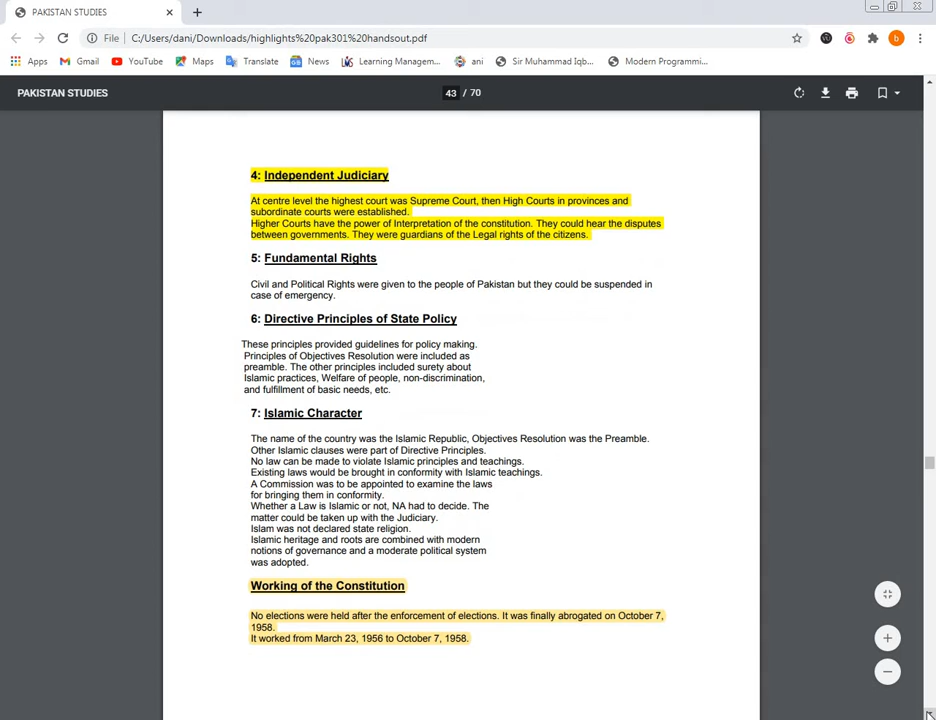 PAKISTAN STUDIES
File C:/Users/dani/Downloads/highlights%20pak301%20handsout.pdf
Apps Gmail YouTube Maps Translate News Learning Managem... ani Sir Muhammad Iqb... Modern Programmi...
PAKISTAN STUDIES 43 / 70
4: Independent Judiciary
At centre level the highest court was Supreme Court, then High Courts in provinces and
subordinate courts were established.
Higher Courts have the power of Interpretation of the constitution. They could hear the disputes
between governments. They were guardians of the Legal rights of the citizens.
5: Fundamental Rights
Civil and Political Rights were given to the people of Pakistan but they could be suspended in
case of emergency.
6: Directive Principles of State Policy
These principles provided guidelines for policy making.
Principles of Objectives Resolution were included as
preamble. The other principles included surety about
Islamic practices, Welfare of people, non-discrimination,
and fulfillment of basic needs, etc.
7: Islamic Character
The name of the country was the Islamic Republic, Objectives Resolution was the Preamble.
Other Islamic clauses were part of Directive Principles.
No law can be made to violate Islamic principles and teachings.
Existing laws would be brought in conformity with Islamic teachings.
A Commission was to be appointed to examine the laws
for bringing them in conformity.
Whether a Law is Islamic or not, NA had to decide. The
matter could be taken up with the Judiciary.
Islam was not declared state religion.
Islamic heritage and roots are combined with modern
notions of governance and a moderate political system
was adopted.
Working of the Constitution
No elections were held after the enforcement of elections. It was finally abrogated on October 7,
1958.
It worked from March 23, 1956 to October 7, 1958.